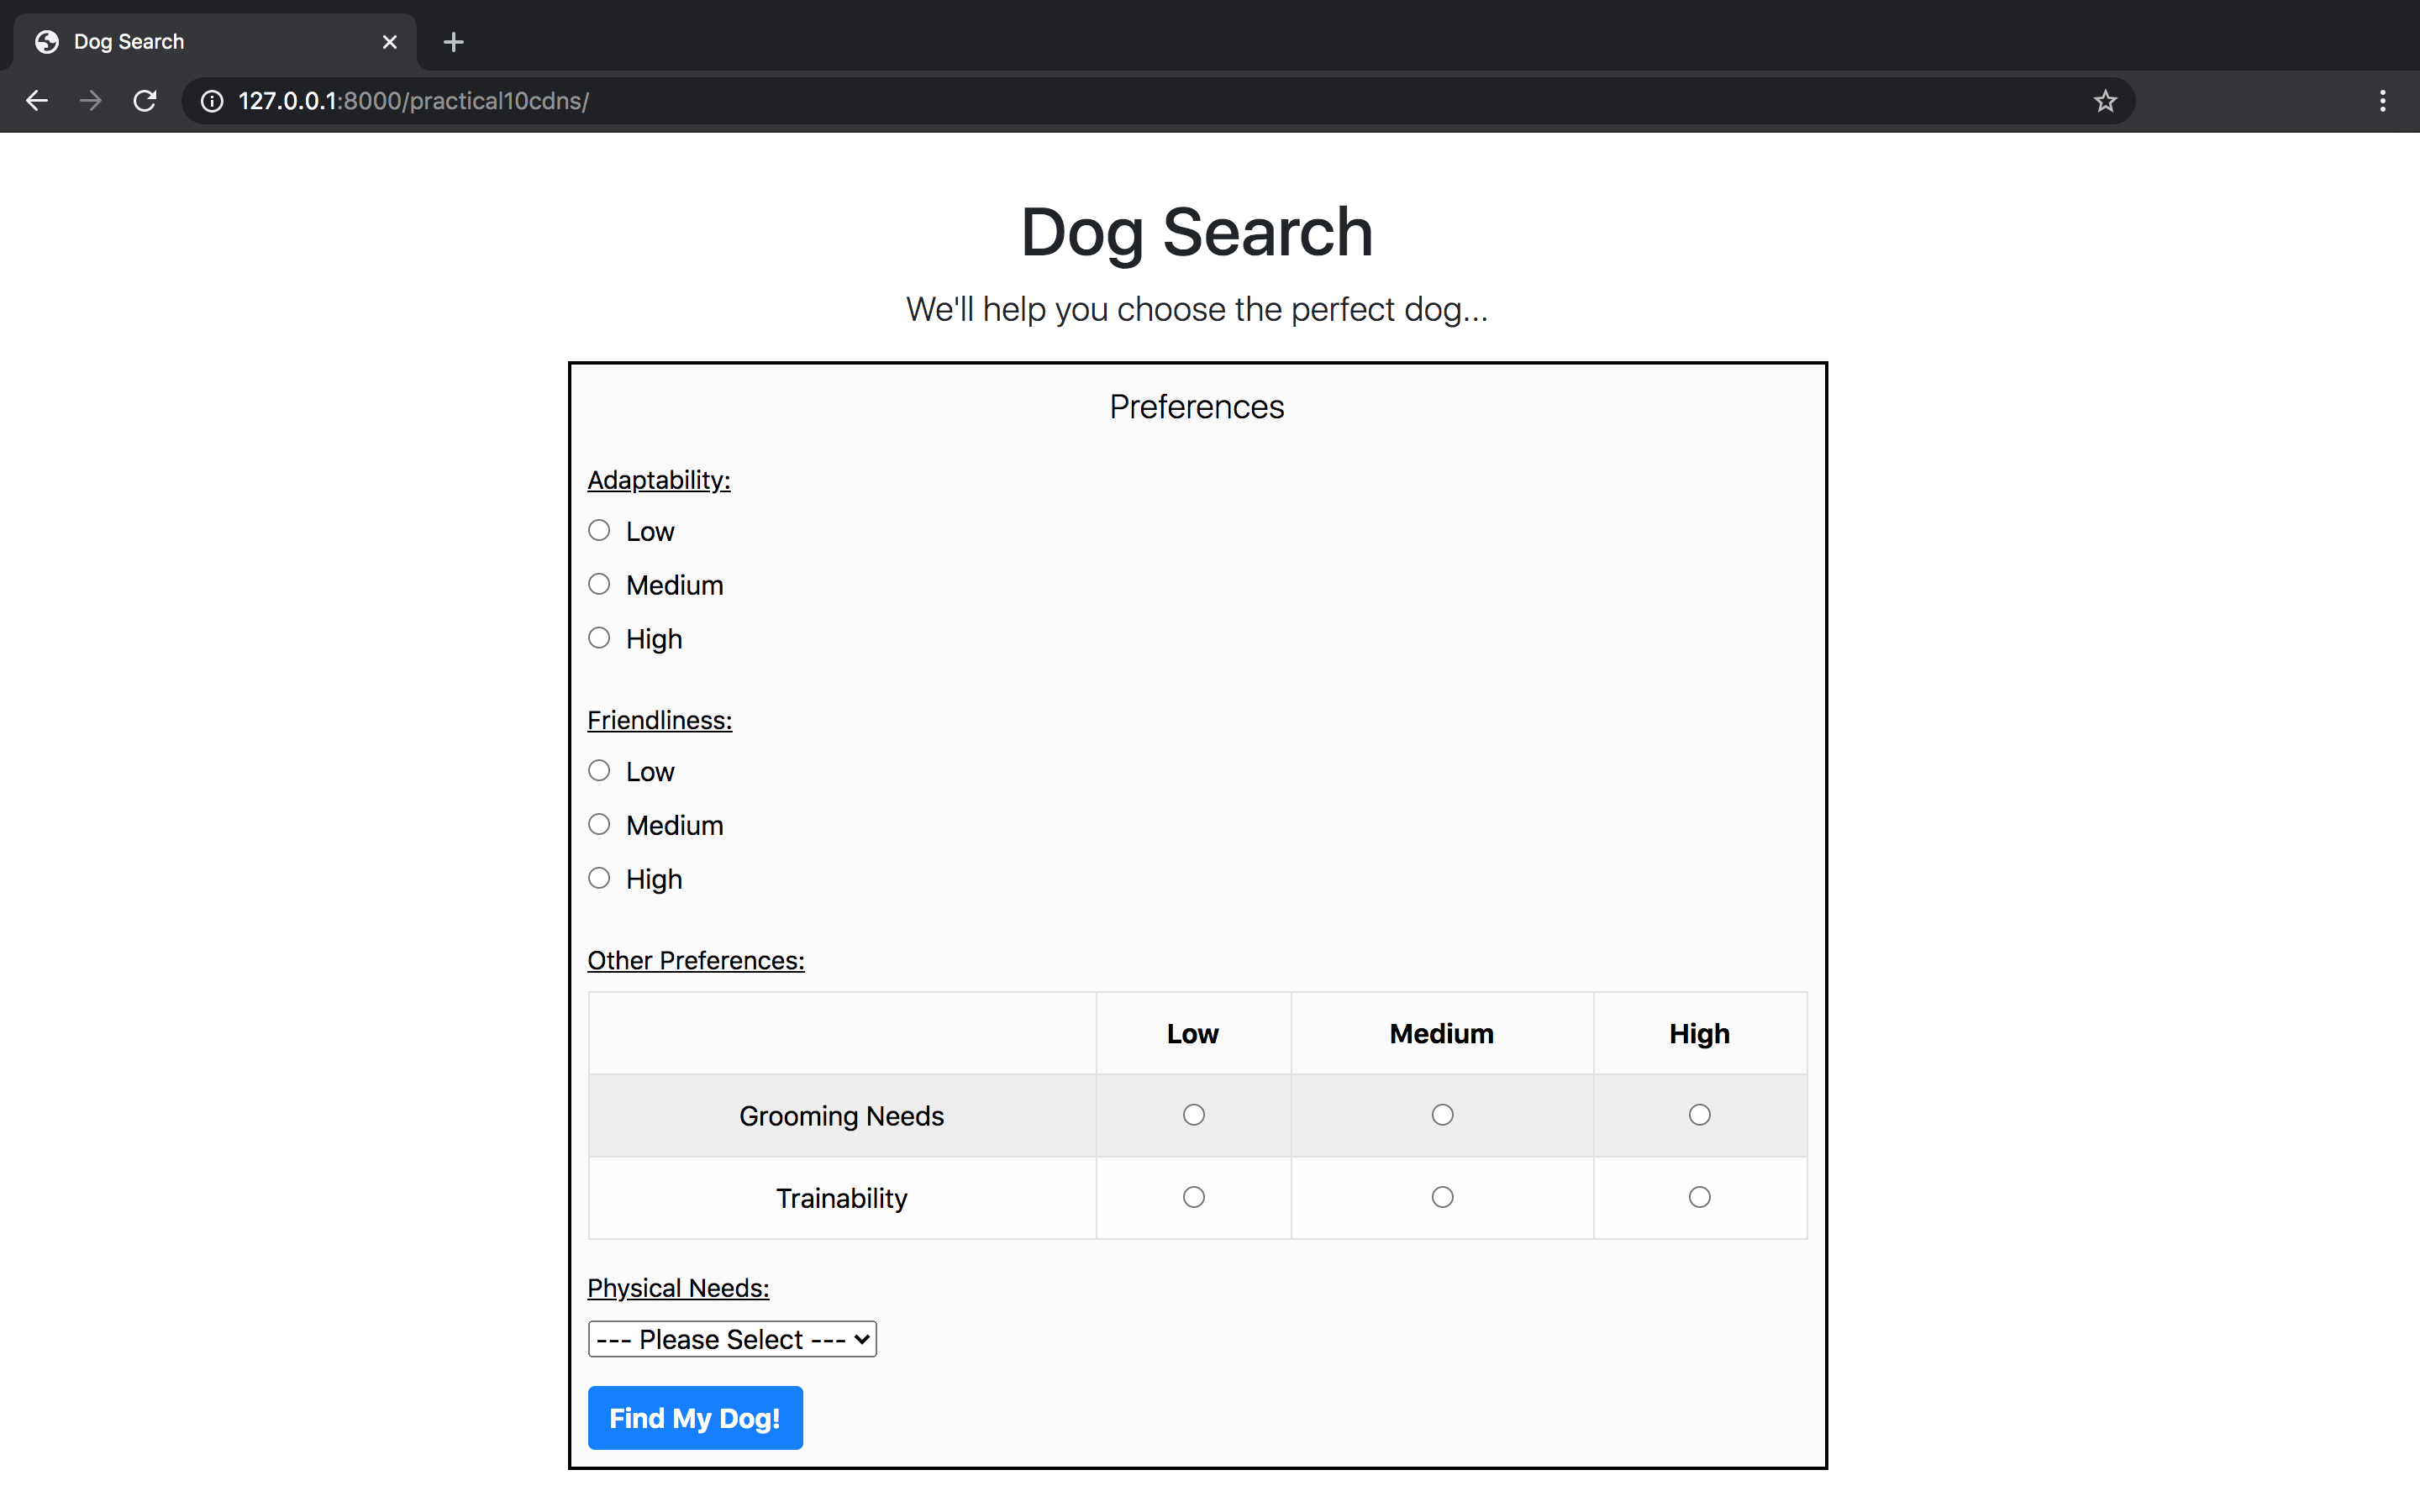 Dog Search
127.0.0.1:8000/practical10cdns/
Dog Search
We'll help you choose the perfect dog...
Preferences
Adaptability:
Low
Medium
High
Friendliness:
Low
Medium
High
Other Preferences:
Low Medium High
Grooming Needs
Trainability
Physical Needs:
--- Please Select ---
Find My Dog!